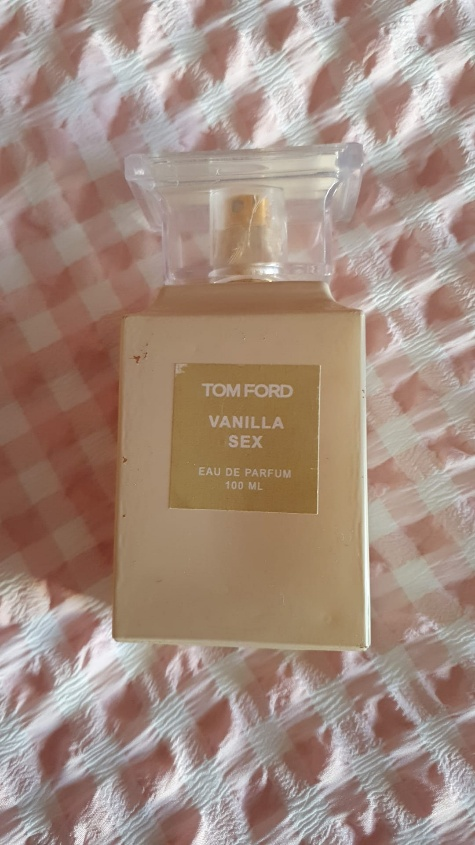 TOM FORD
VANILLA
SEX
EAU DE PARFUM
100 ML